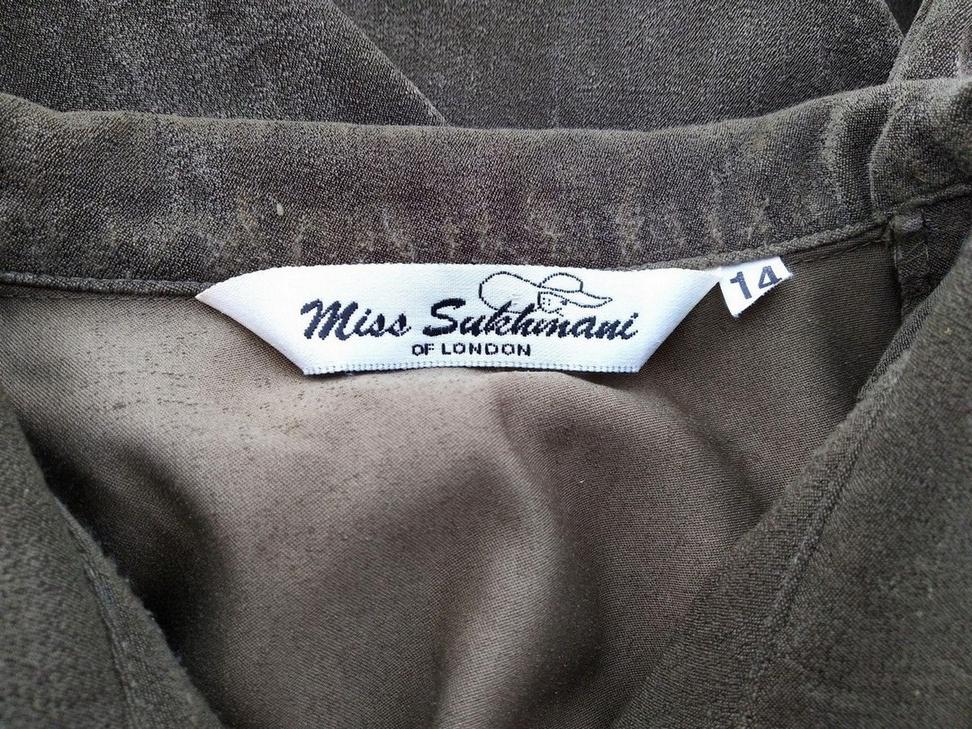 Miss Sukhmani
OF LONDON
14